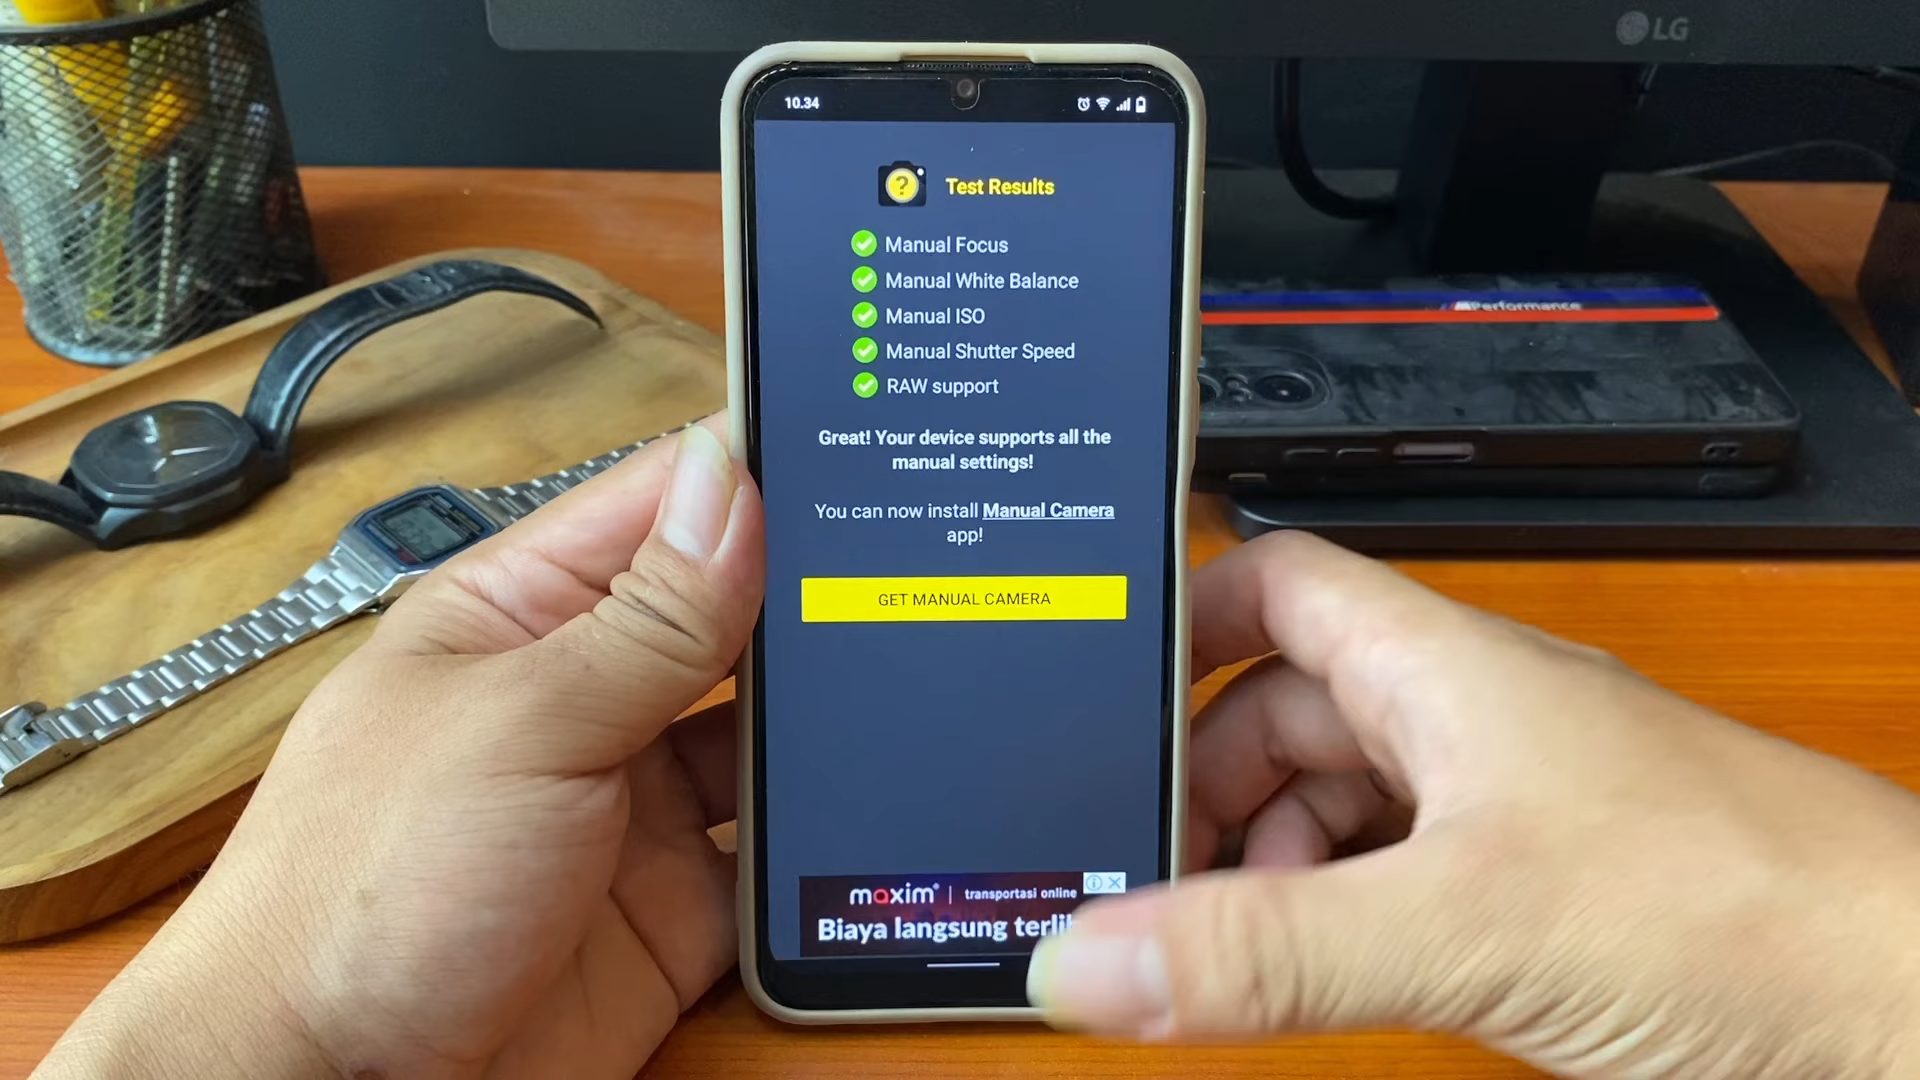 LG
10.34
Test Results
Manual Focus
Manual White Balance
Manual ISO
Manual Shutter Speed
RAW support
Great! Your device supports all the
manual settings!
You can now install Manual Camera
app!
GET MANUAL CAMERA
maxim | transportasi online
Biaya langsung
Performance